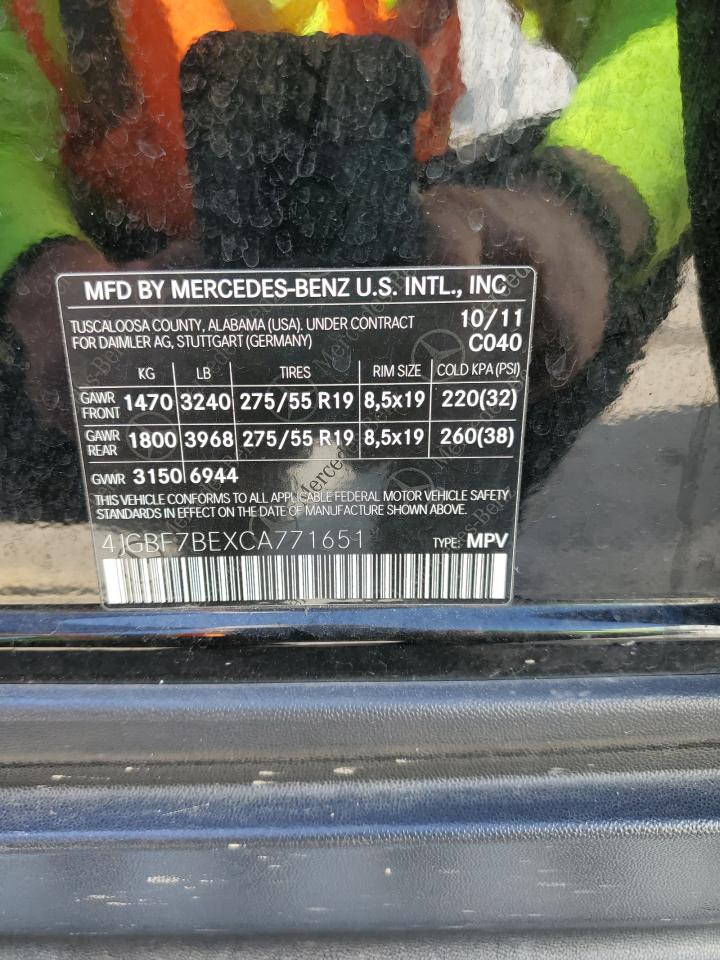 MFD BY MERCEDES-BENZ U.S. INTL., INC
TUSCALOOSA COUNTY, ALABAMA (USA). UNDER CONTRACT 10/11
FOR DAIMLER AG, STUTTGART (GERMANY) C040
KG LB TIRES RIM SIZE COLD KPA(PSI)
GAWR FRONT 1470 3240 275/55 R19 8,5x19 220(32)
GAWR REAR 1800 3968 275/55 R19 8,5x19 260(38)
GVWR 3150 6944
THIS VEHICLE CONFORMS TO ALL APPLICABLE FEDERAL MOTOR VEHICLE SAFETY
STANDARDS IN EFFECT ON THE DATE OF MANUFACTURE SHOWN ABOVE.
4JGBF7BEXCA771651 TYPE: MPV